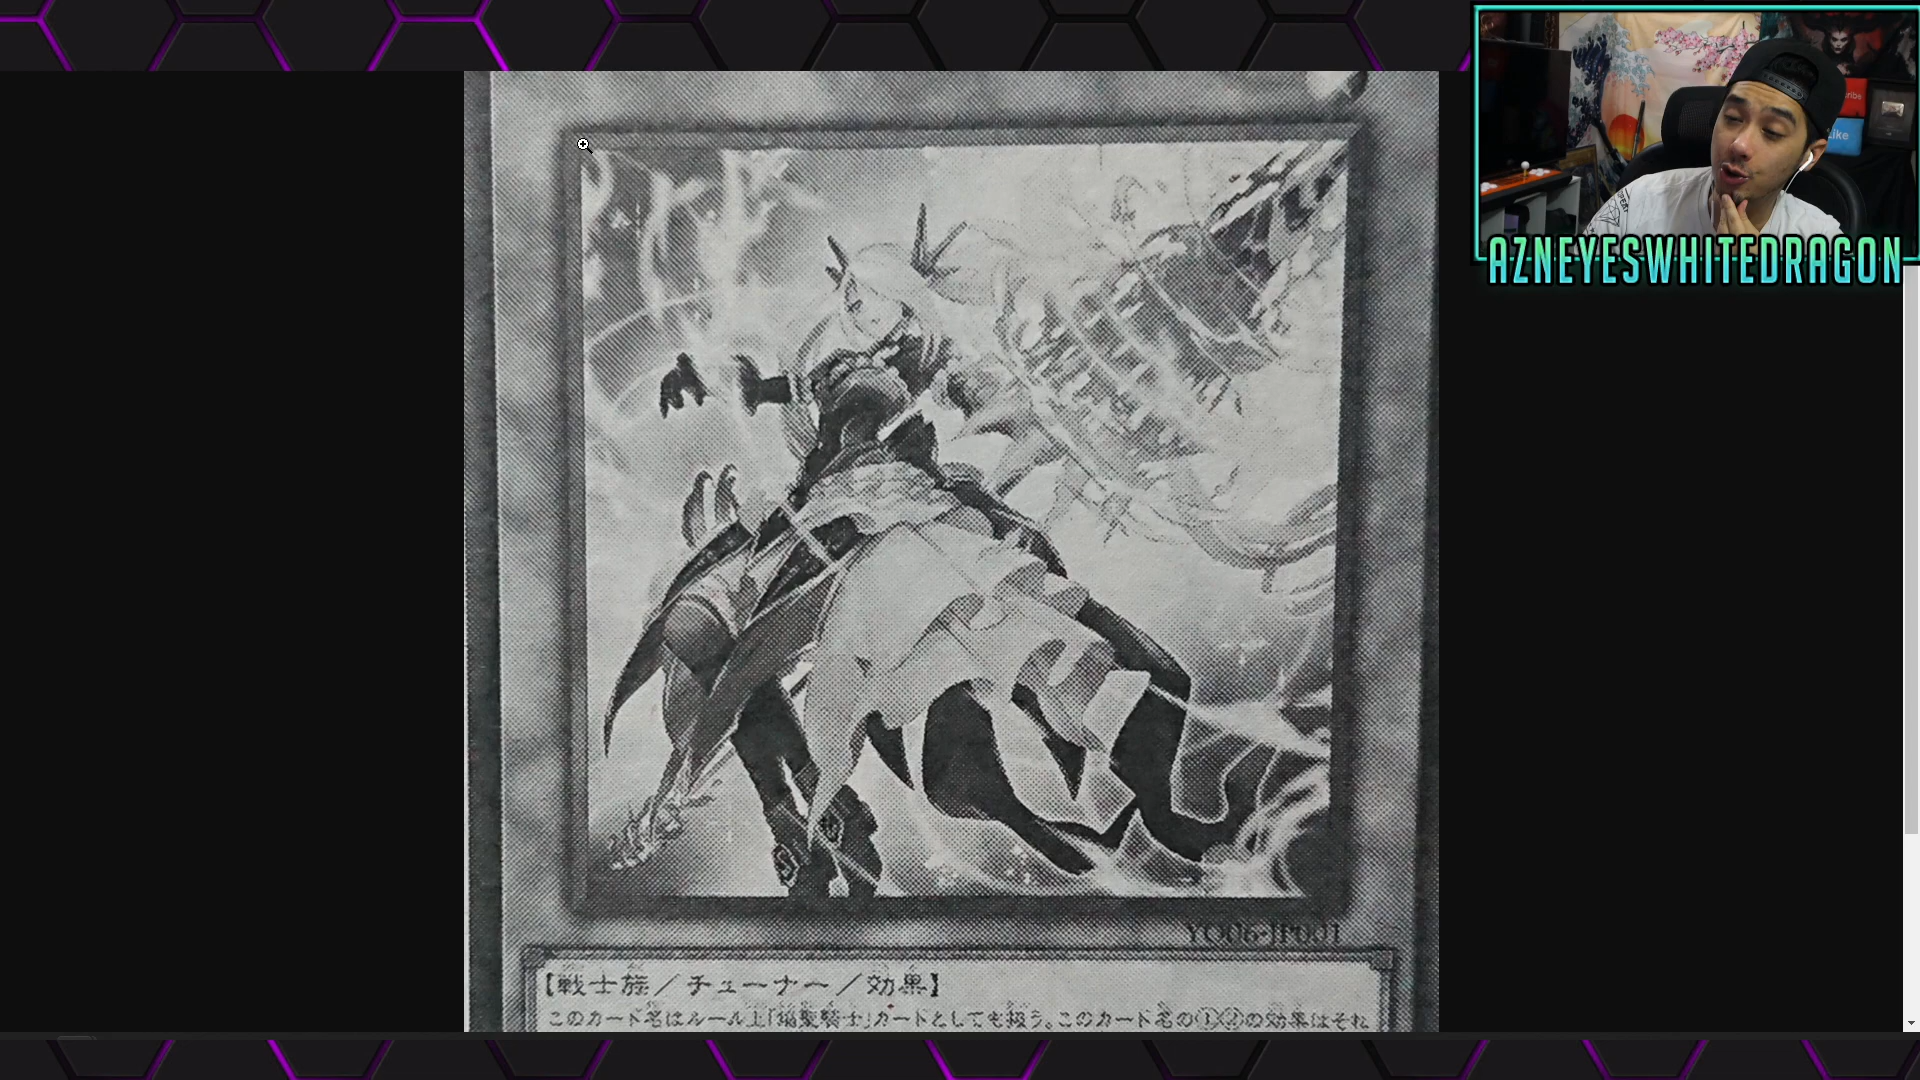 ribe
Like
AZNEYESWHITEDRAGON
YO06-JP001
【戦士族／チューナー／効果】
このカード名はルール上「焔聖騎士」カードとしても扱う。このカード名の①②の効果はそれ